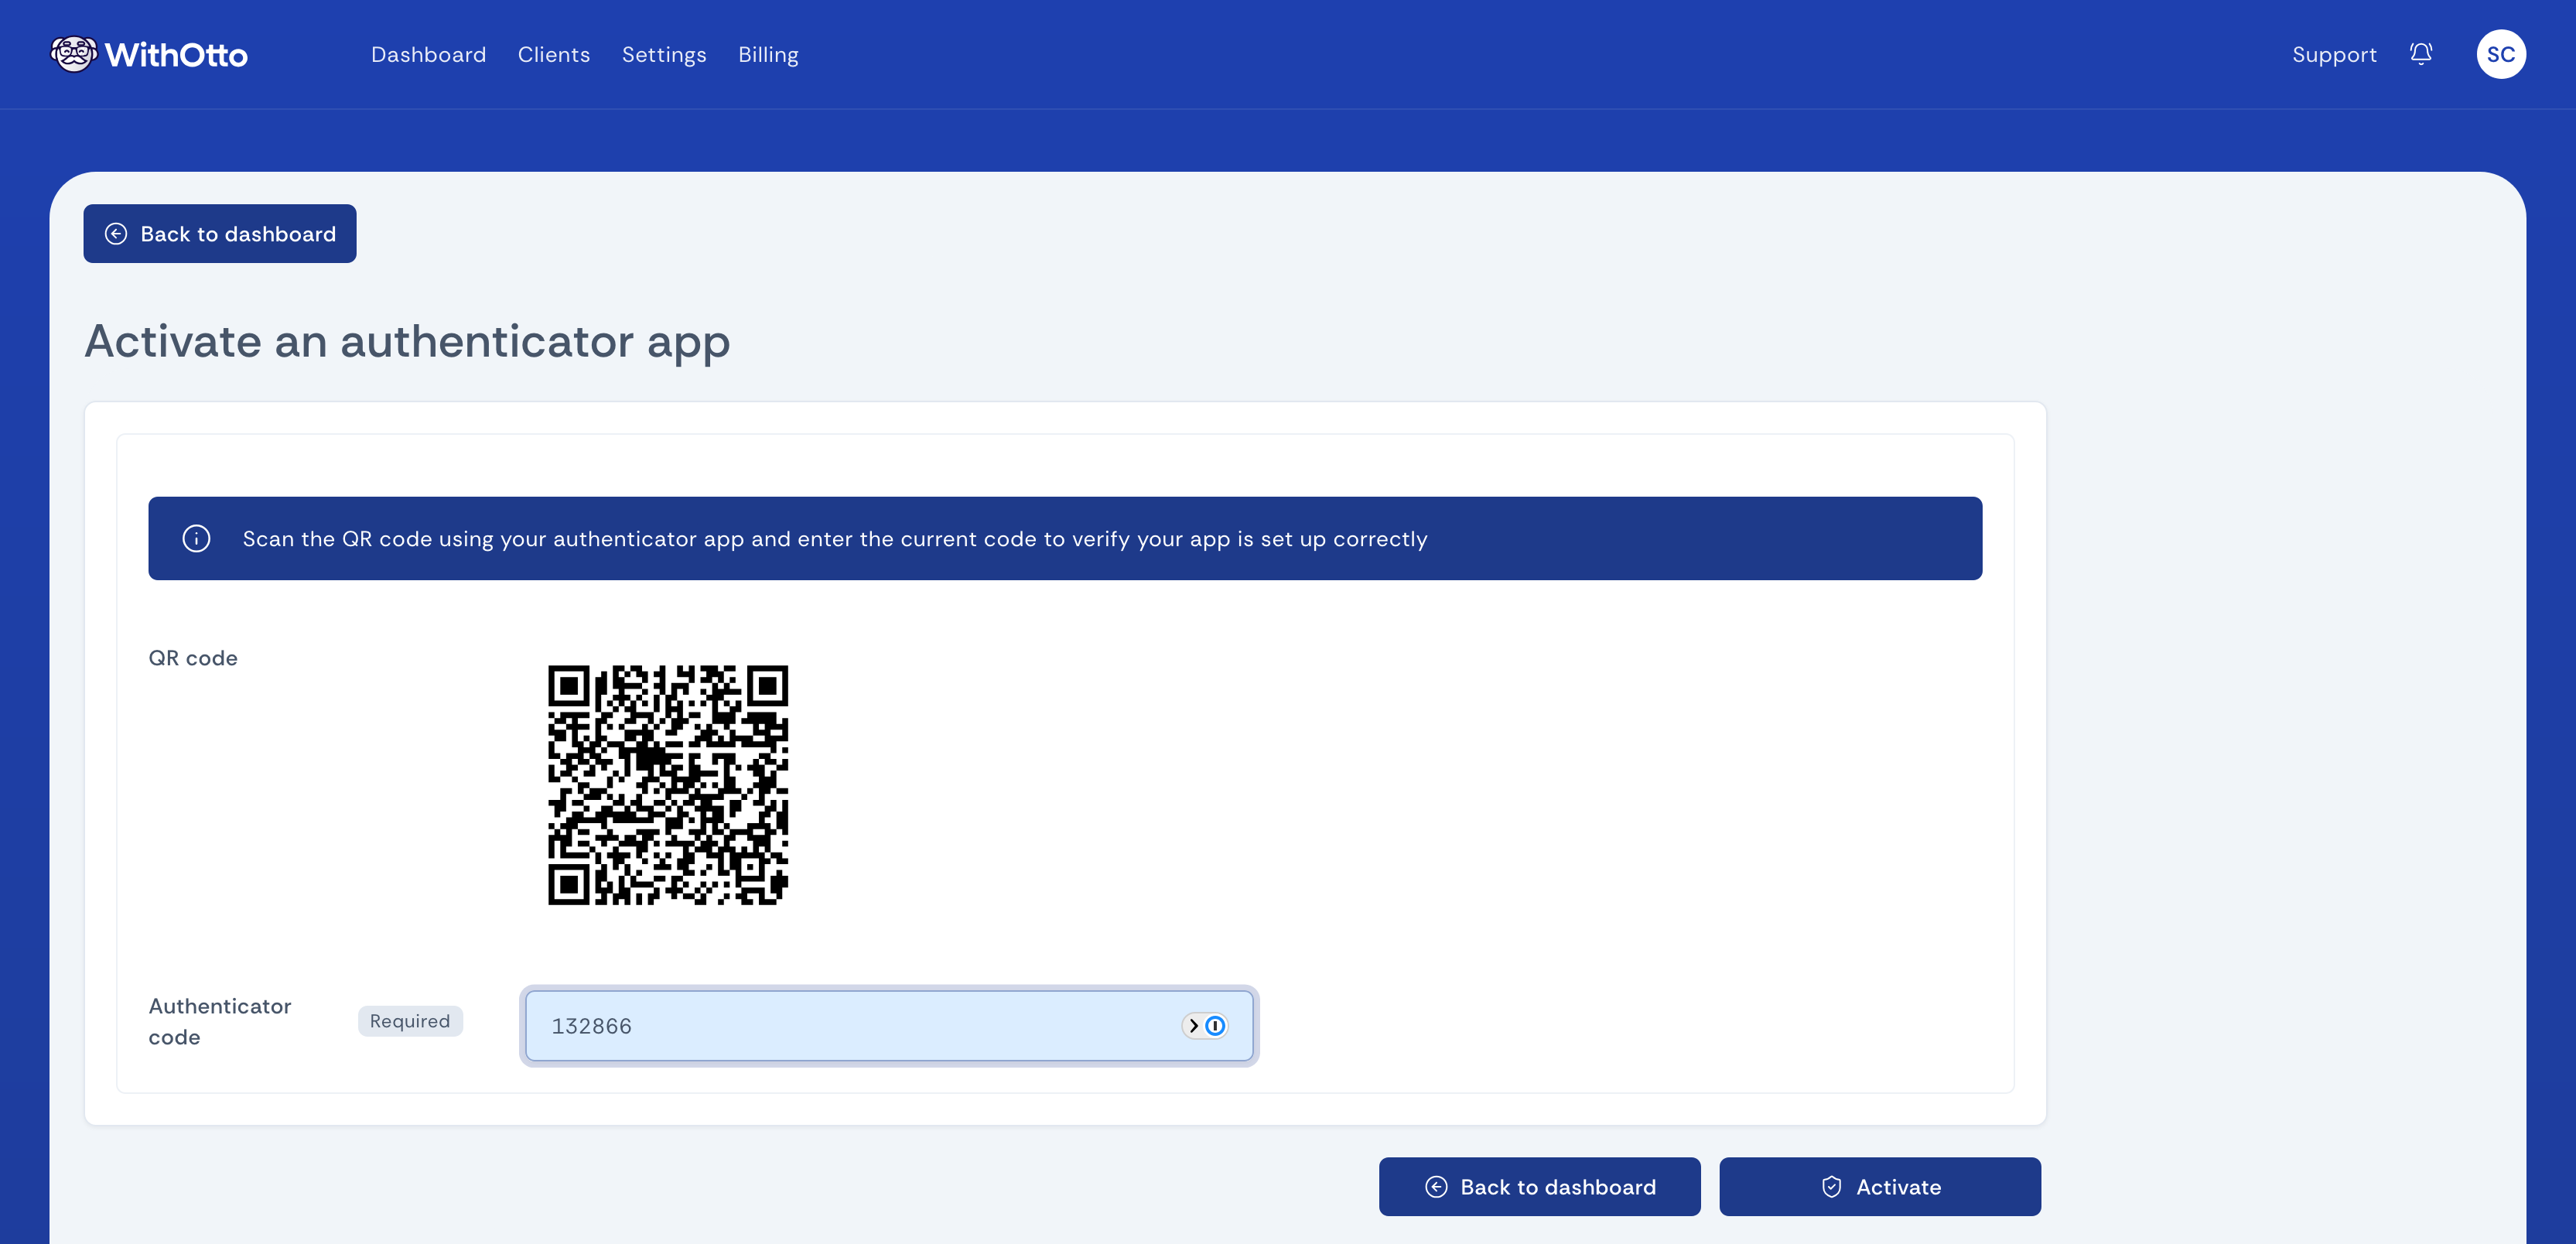 WithOtto
Dashboard
Clients
Settings
Billing
Support
SC
Back to dashboard
Activate an authenticator app
Scan the QR code using your authenticator app and enter the current code to verify your app is set up correctly
QR code
Authenticator
code
Required
132866
Back to dashboard
Activate